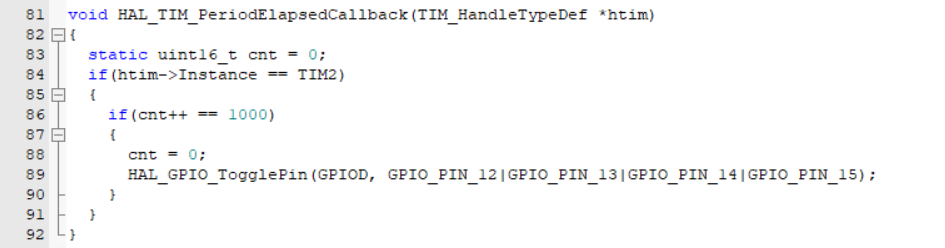 81 void HAL_TIM_PeriodElapsedCallback(TIM_HandleTypeDef *htim)
82 {
83   static uint16_t cnt = 0;
84   if(htim->Instance == TIM2)
85   {
86     if(cnt++ == 1000)
87     {
88       cnt = 0;
89       HAL_GPIO_TogglePin(GPIOD, GPIO_PIN_12|GPIO_PIN_13|GPIO_PIN_14|GPIO_PIN_15);
90     }
91   }
92 }